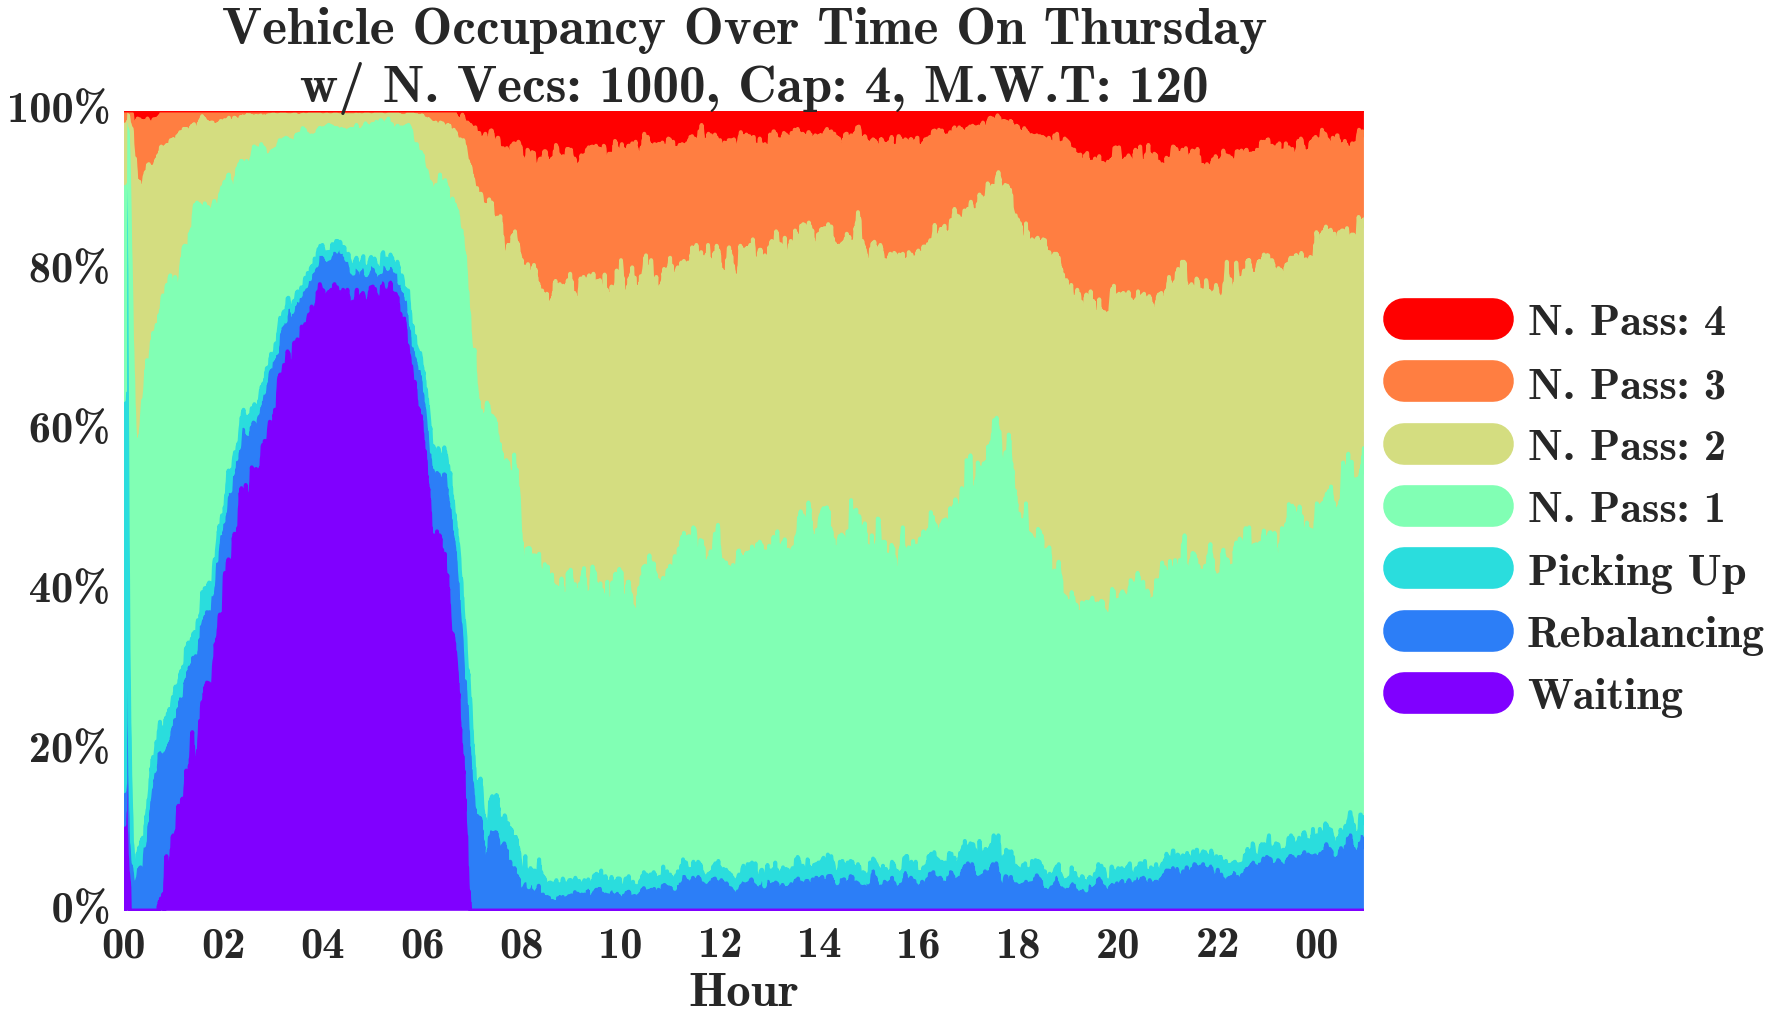 Vehicle Occupancy Over Time On Thursday
w/ N. Vecs: 1000, Cap: 4, M.W.T: 120
100%
80%
60%
40%
20%
0%
00 02 04 06 08 10 12 14 16 18 20 22 00
Hour
N. Pass: 4
N. Pass: 3
N. Pass: 2
N. Pass: 1
Picking Up
Rebalancing
Waiting